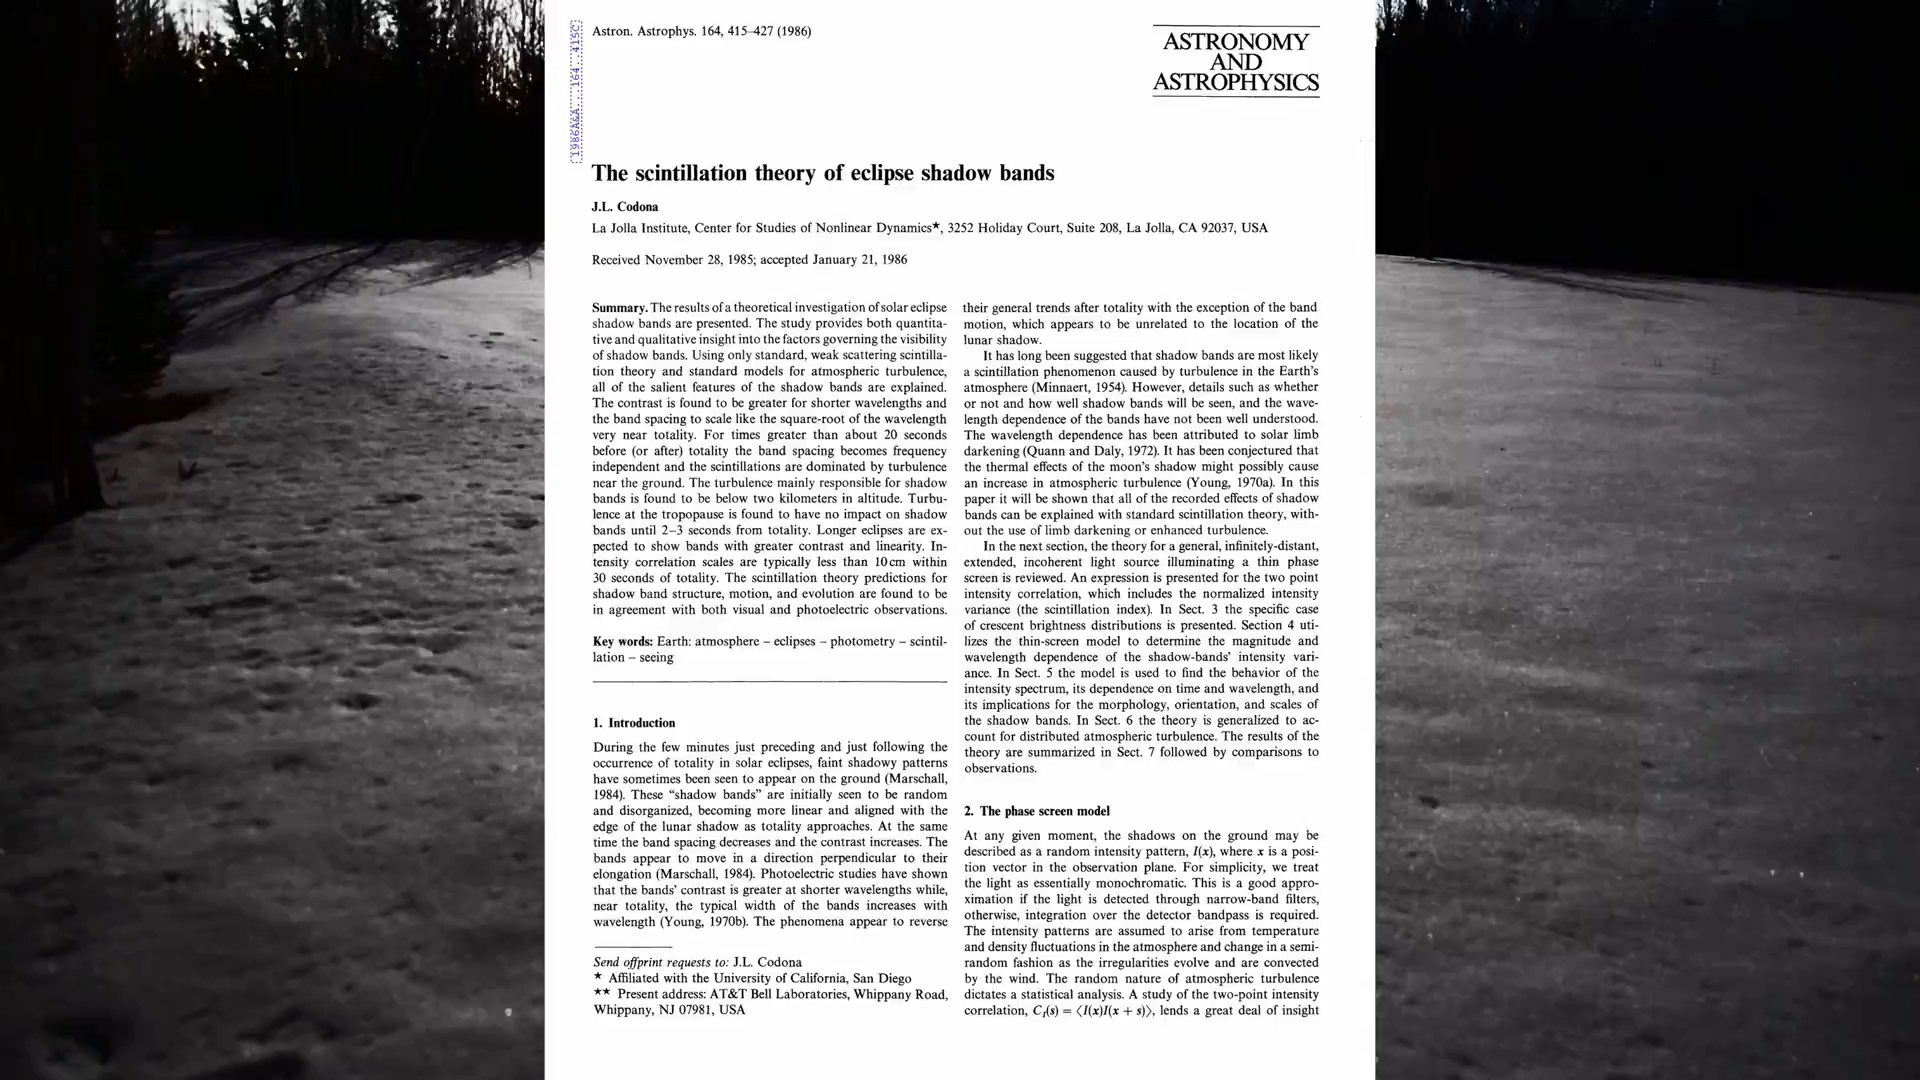 1986A&A...164..415C
Astron. Astrophys. 164, 415–427 (1986)
ASTRONOMY
AND
ASTROPHYSICS
The scintillation theory of eclipse shadow bands
J.L. Codona
La Jolla Institute, Center for Studies of Nonlinear Dynamics★, 3252 Holiday Court, Suite 208, La Jolla, CA 92037, USA
Received November 28, 1985; accepted January 21, 1986
Summary. The results of a theoretical investigation of solar eclipse
shadow bands are presented. The study provides both quantita-
tive and qualitative insight into the factors governing the visibility
of shadow bands. Using only standard, weak scattering scintilla-
tion theory and standard models for atmospheric turbulence,
all of the salient features of the shadow bands are explained.
The contrast is found to be greater for shorter wavelengths and
the band spacing to scale like the square-root of the wavelength
very near totality. For times greater than about 20 seconds
before (or after) totality the band spacing becomes frequency
independent and the scintillations are dominated by turbulence
near the ground. The turbulence mainly responsible for shadow
bands is found to be below two kilometers in altitude. Turbu-
lence at the tropopause is found to have no impact on shadow
bands until 2–3 seconds from totality. Longer eclipses are ex-
pected to show bands with greater contrast and linearity. In-
tensity correlation scales are typically less than 10 cm within
30 seconds of totality. The scintillation theory predictions for
shadow band structure, motion, and evolution are found to be
in agreement with both visual and photoelectric observations.
Key words: Earth: atmosphere – eclipses – photometry – scintil-
lation – seeing
1. Introduction
During the few minutes just preceding and just following the
occurrence of totality in solar eclipses, faint shadowy patterns
have sometimes been seen to appear on the ground (Marschall,
1984). These “shadow bands” are initially seen to be random
and disorganized, becoming more linear and aligned with the
edge of the lunar shadow as totality approaches. At the same
time the band spacing decreases and the contrast increases. The
bands appear to move in a direction perpendicular to their
elongation (Marschall, 1984). Photoelectric studies have shown
that the bands’ contrast is greater at shorter wavelengths while,
near totality, the typical width of the bands increases with
wavelength (Young, 1970b). The phenomena appear to reverse
Send offprint requests to: J.L. Codona
★ Affiliated with the University of California, San Diego
★★ Present address: AT&T Bell Laboratories, Whippany Road,
Whippany, NJ 07981, USA
their general trends after totality with the exception of the band
motion, which appears to be unrelated to the location of the
lunar shadow.
It has long been suggested that shadow bands are most likely
a scintillation phenomenon caused by turbulence in the Earth’s
atmosphere (Minnaert, 1954). However, details such as whether
or not and how well shadow bands will be seen, and the wave-
length dependence of the bands have not been well understood.
The wavelength dependence has been attributed to solar limb
darkening (Quann and Daly, 1972). It has been conjectured that
the thermal effects of the moon’s shadow might possibly cause
an increase in atmospheric turbulence (Young, 1970a). In this
paper it will be shown that all of the recorded effects of shadow
bands can be explained with standard scintillation theory, with-
out the use of limb darkening or enhanced turbulence.
In the next section, the theory for a general, infinitely-distant,
extended, incoherent light source illuminating a thin phase
screen is reviewed. An expression is presented for the two point
intensity correlation, which includes the normalized intensity
variance (the scintillation index). In Sect. 3 the specific case
of crescent brightness distributions is presented. Section 4 uti-
lizes the thin-screen model to determine the magnitude and
wavelength dependence of the shadow-bands’ intensity vari-
ance. In Sect. 5 the model is used to find the behavior of the
intensity spectrum, its dependence on time and wavelength, and
its implications for the morphology, orientation, and scales of
the shadow bands. In Sect. 6 the theory is generalized to ac-
count for distributed atmospheric turbulence. The results of the
theory are summarized in Sect. 7 followed by comparisons to
observations.
2. The phase screen model
At any given moment, the shadows on the ground may be
described as a random intensity pattern, I(x), where x is a posi-
tion vector in the observation plane. For simplicity, we treat
the light as essentially monochromatic. This is a good appro-
ximation if the light is detected through narrow-band filters,
otherwise, integration over the detector bandpass is required.
The intensity patterns are assumed to arise from temperature
and density fluctuations in the atmosphere and change in a semi-
random fashion as the irregularities evolve and are convected
by the wind. The random nature of atmospheric turbulence
dictates a statistical analysis. A study of the two-point intensity
correlation, C_I(s) = ⟨I(x)I(x + s)⟩, lends a great deal of insight